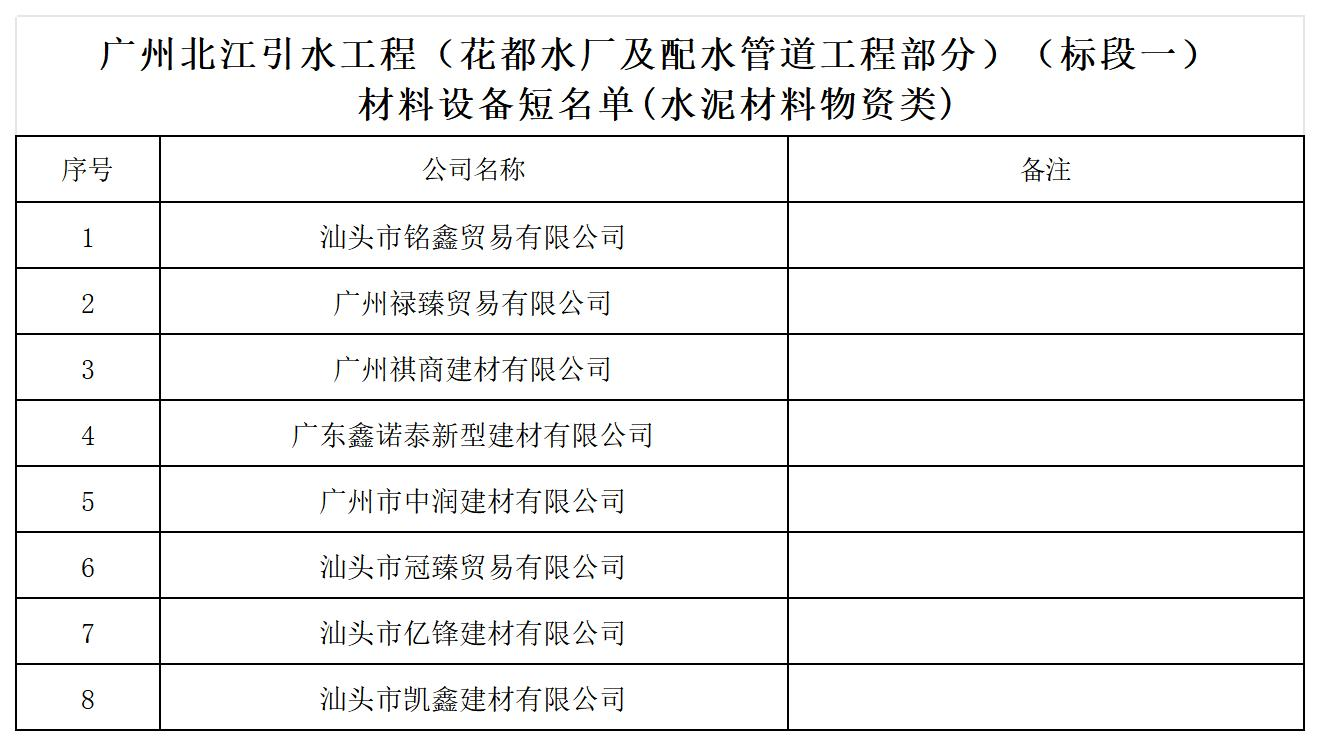 广州北江引水工程（花都水厂及配水管道工程部分）（标段一）
材料设备短名单(水泥材料物资类)
序号 公司名称 备注
1 汕头市铭鑫贸易有限公司
2 广州禄臻贸易有限公司
3 广州祺商建材有限公司
4 广东鑫诺泰新型建材有限公司
5 广州市中润建材有限公司
6 汕头市冠臻贸易有限公司
7 汕头市亿锋建材有限公司
8 汕头市凯鑫建材有限公司